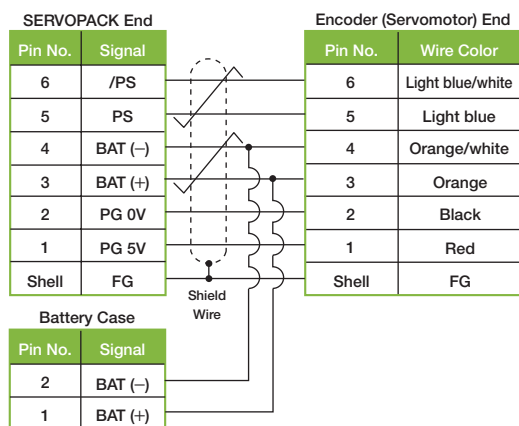 SERVOPACK End
Pin No. Signal
6 /PS
5 PS
4 BAT (−)
3 BAT (+)
2 PG 0V
1 PG 5V
Shell FG
Shield
Wire
Encoder (Servomotor) End
Pin No. Wire Color
6 Light blue/white
5 Light blue
4 Orange/white
3 Orange
2 Black
1 Red
Shell FG
Battery Case
Pin No. Signal
2 BAT (−)
1 BAT (+)